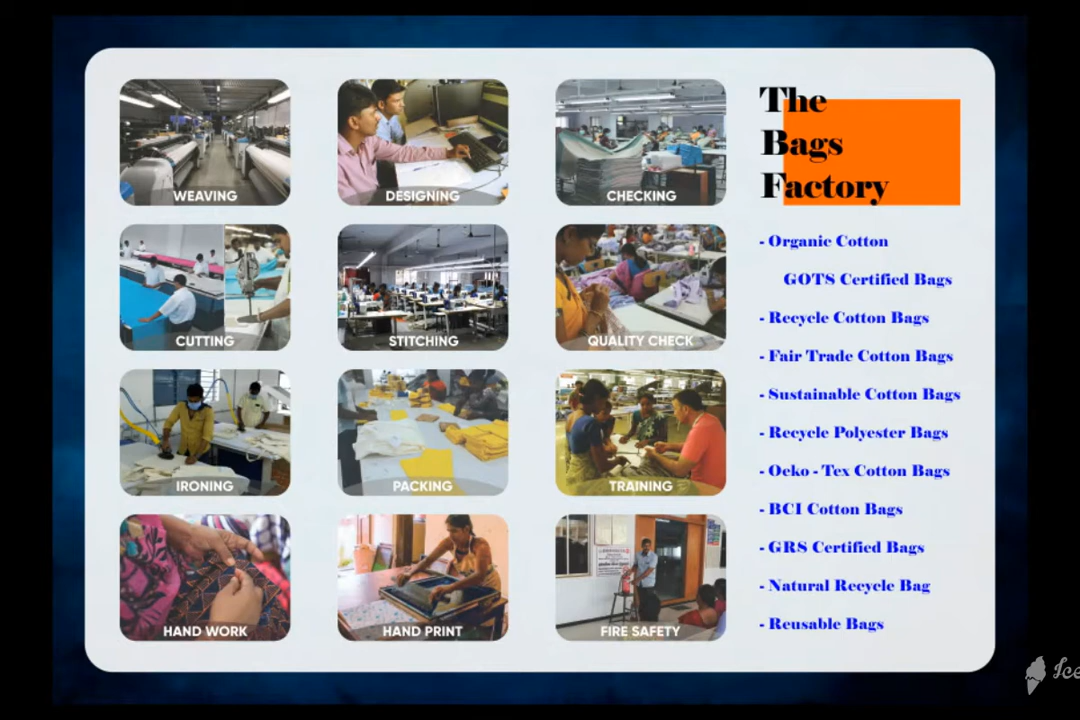 WEAVING
DESIGNING
CHECKING
CUTTING
STITCHING
QUALITY CHECK
IRONING
PACKING
TRAINING
HAND WORK
HAND PRINT
FIRE SAFETY
The
Bags
Factory
- Organic Cotton
GOTS Certified Bags
- Recycle Cotton Bags
- Fair Trade Cotton Bags
- Sustainable Cotton Bags
- Recycle Polyester Bags
- Oeko - Tex Cotton Bags
- BCI Cotton Bags
- GRS Certified Bags
- Natural Recycle Bag
- Reusable Bags
Ice